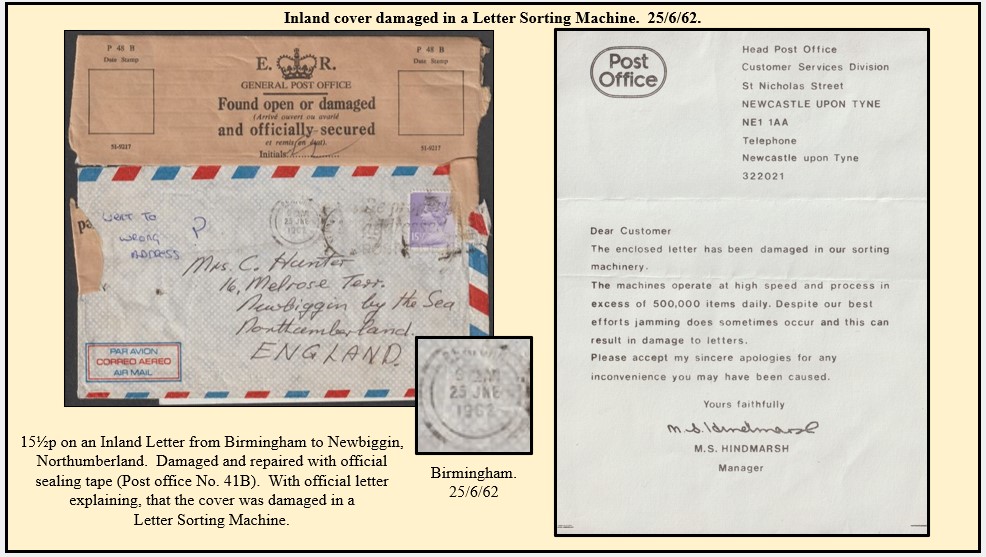 Inland cover damaged in a Letter Sorting Machine. 25/6/62.
P 48 B
Date Stamp
51-9217
E. R.
GENERAL POST OFFICE
Found open or damaged
(Arrivé ouvert ou avarié
and officially secured
et remis en état).
Initials
P 48 B
Date Stamp
51-9217
pa
WENT TO
WRONG
ADDRESS
P
25 JNE
1962
15
Mrs. C. Hunter
16, Melrose Terr.
Newbiggin by the Sea
Northumberland.
ENGLAND.
PAR AVION
CORREO AEREO
AIR MAIL
25 JNE
1962
Birmingham.
25/6/62
15½p on an Inland Letter from Birmingham to Newbiggin,
Northumberland. Damaged and repaired with official
sealing tape (Post office No. 41B). With official letter
explaining, that the cover was damaged in a
Letter Sorting Machine.
Post
Office
Head Post Office
Customer Services Division
St Nicholas Street
NEWCASTLE UPON TYNE
NE1 1AA
Telephone
Newcastle upon Tyne
322021
Dear Customer
The enclosed letter has been damaged in our sorting
machinery.
The machines operate at high speed and process in
excess of 500,000 items daily. Despite our best
efforts jamming does sometimes occur and this can
result in damage to letters.
Please accept my sincere apologies for any
inconvenience you may have been caused.
Yours faithfully
M.S. Hindmarsh
M.S. HINDMARSH
Manager